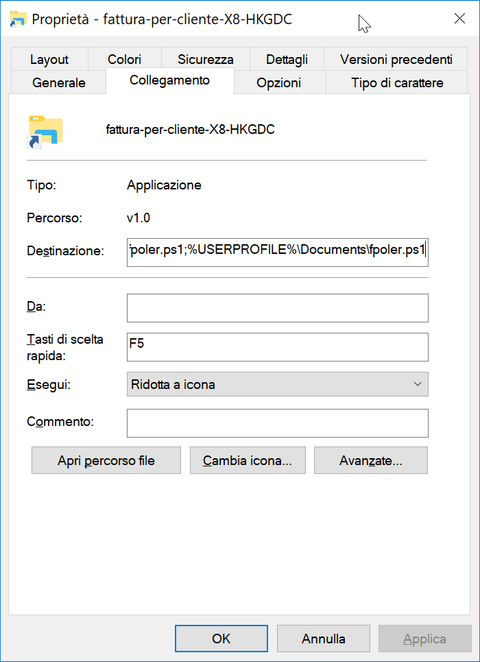 Proprietà - fattura-per-cliente-X8-HKGDC
Layout Colori Sicurezza Dettagli Versioni precedenti
Generale Collegamento Opzioni Tipo di carattere
fattura-per-cliente-X8-HKGDC
Tipo: Applicazione
Percorso: v1.0
Destinazione: poler.ps1;%USERPROFILE%\Documents\fpoler.ps1
Da:
Tasti di scelta rapida: F5
Esegui: Ridotta a icona
Commento:
Apri percorso file Cambia icona... Avanzate...
OK Annulla Applica